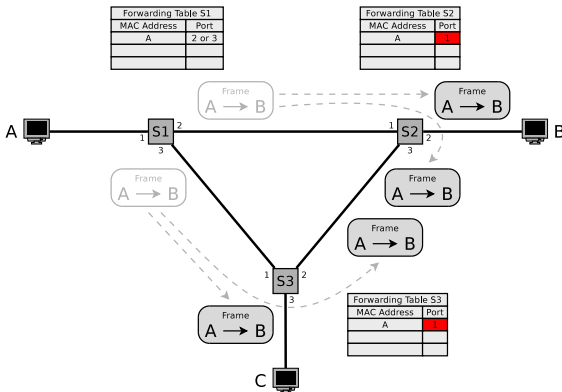 Forwarding Table S1
MAC Address Port
A 2 or 3
Forwarding Table S2
MAC Address Port
A 1
Frame
A → B
Frame
A → B
A
1
S1
2
3
1
S2
2
3
B
Frame
A → B
Frame
A → B
Frame
A → B
1
S3
2
3
Frame
A → B
Forwarding Table S3
MAC Address Port
A 1
C